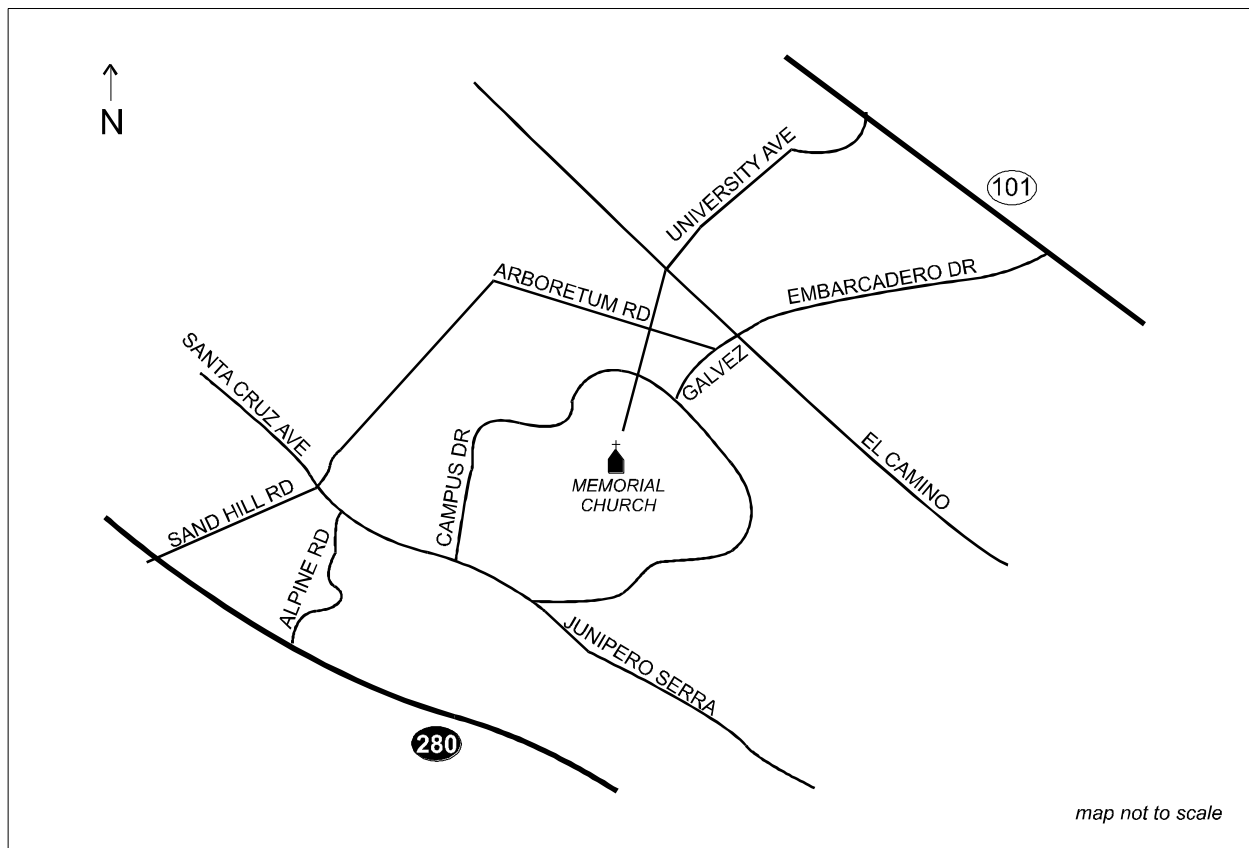 N
UNIVERSITY AVE
101
ARBORETUM RD
EMBARCADERO DR
SANTA CRUZ AVE
GALVEZ
EL CAMINO
CAMPUS DR
MEMORIAL
CHURCH
SAND HILL RD
ALPINE RD
JUNIPERO SERRA
280
map not to scale